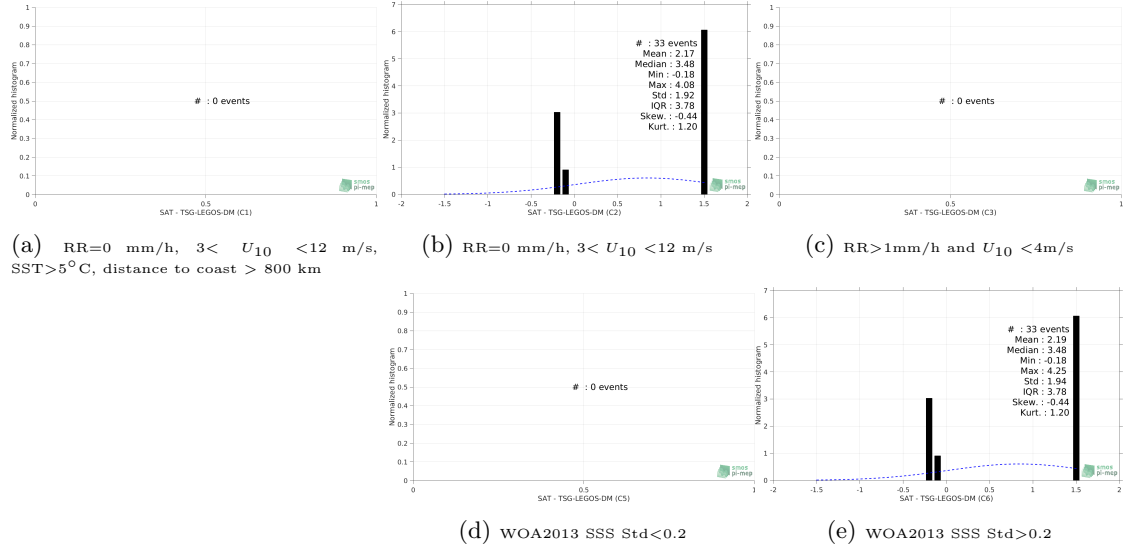 1
0.9
0.8
0.7
0.6
0.5
0.4
0.3
0.2
0.1
0
Normalized histogram
# : 0 events
0 0.5 1
SAT - TSG-LEGOS-DM (C1)
smos
pi-mep
(a) RR=0 mm/h, 3< U10 <12 m/s,
SST>5°C, distance to coast > 800 km
7
6
5
4
3
2
1
0
Normalized histogram
# : 33 events
Mean : 2.17
Median : 3.48
Min : -0.18
Max : 4.08
Std : 1.92
IQR : 3.78
Skew. : -0.44
Kurt. : 1.20
-2 -1.5 -1 -0.5 0 0.5 1 1.5 2
SAT - TSG-LEGOS-DM (C2)
smos
pi-mep
(b) RR=0 mm/h, 3< U10 <12 m/s
1
0.9
0.8
0.7
0.6
0.5
0.4
0.3
0.2
0.1
0
Normalized histogram
# : 0 events
0 0.5 1
SAT - TSG-LEGOS-DM (C3)
smos
pi-mep
(c) RR>1mm/h and U10 <4m/s
1
0.9
0.8
0.7
0.6
0.5
0.4
0.3
0.2
0.1
0
Normalized histogram
# : 0 events
0 0.5 1
SAT - TSG-LEGOS-DM (C5)
smos
pi-mep
(d) WOA2013 SSS Std<0.2
7
6
5
4
3
2
1
0
Normalized histogram
# : 33 events
Mean : 2.19
Median : 3.48
Min : -0.18
Max : 4.25
Std : 1.94
IQR : 3.78
Skew. : -0.44
Kurt. : 1.20
-2 -1.5 -1 -0.5 0 0.5 1 1.5 2
SAT - TSG-LEGOS-DM (C6)
smos
pi-mep
(e) WOA2013 SSS Std>0.2